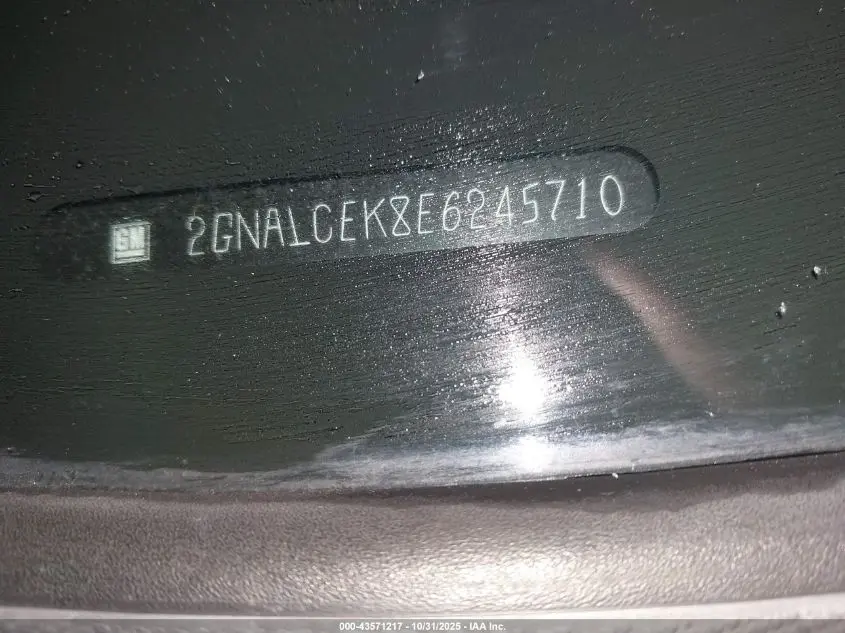 GM 2GNALCEK8E6245710
000-43571217 - 10/31/2025 - IAA Inc.